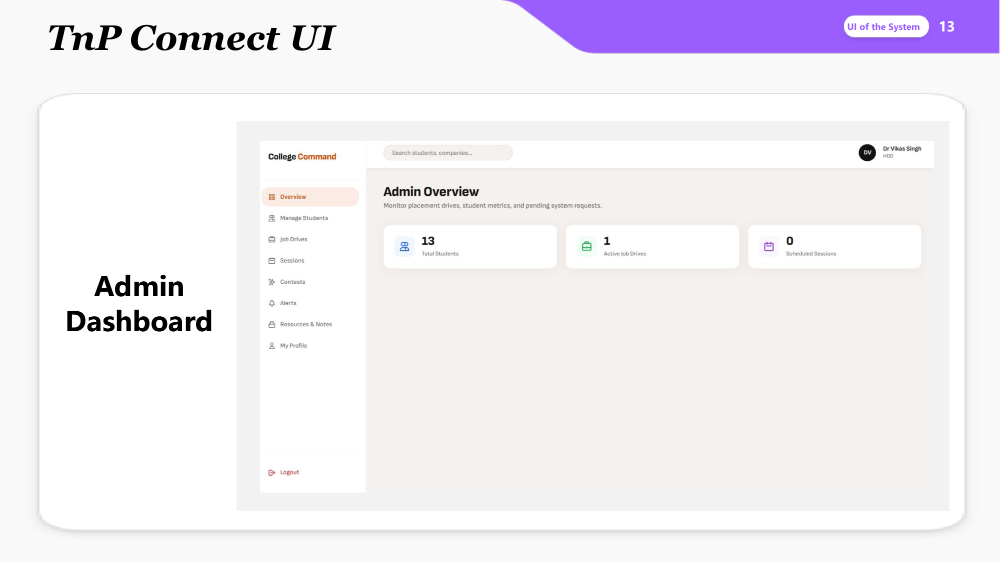 TnP Connect UI
UI of the System
13
Admin
Dashboard
College Command
Search students, companies...
DV
Dr Vikas Singh
HOD
Overview
Manage Students
Job Drives
Sessions
Contests
Alerts
Resources & Notes
My Profile
Logout
Admin Overview
Monitor placement drives, student metrics, and pending system requests.
13
Total Students
1
Active Job Drives
0
Scheduled Sessions